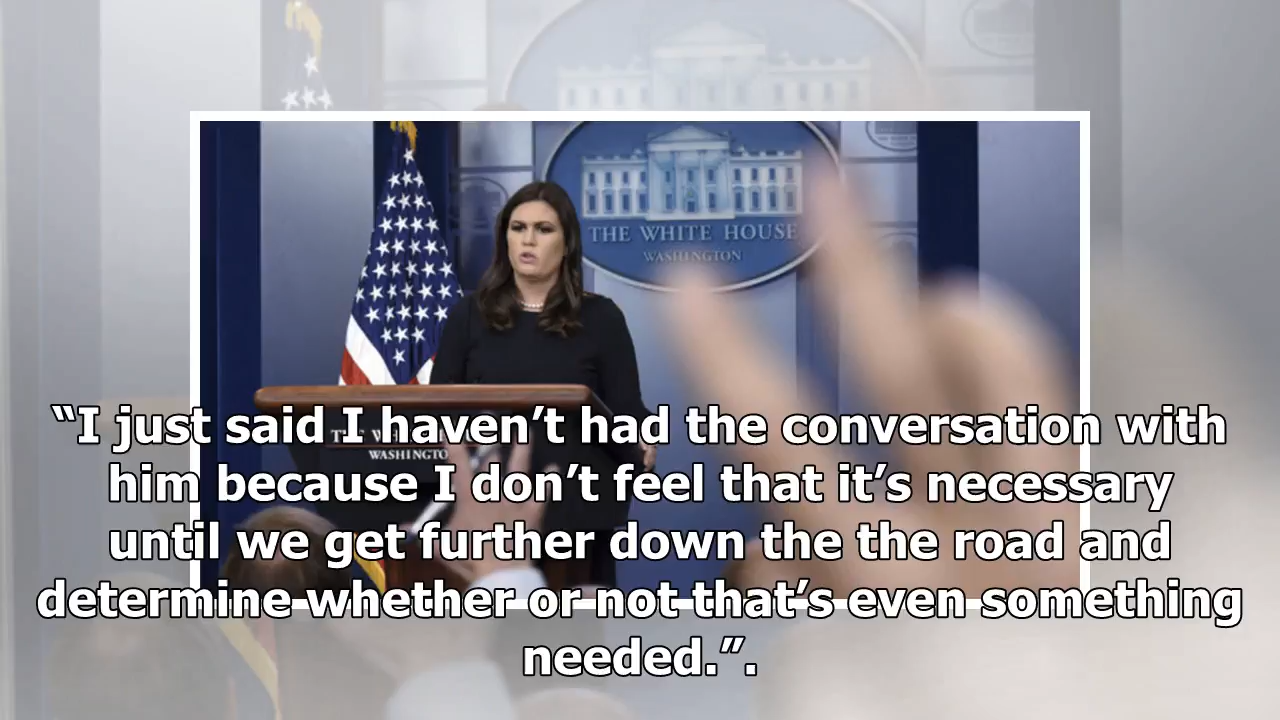 THE WHITE HOUSE
WASHINGTON
“I just said I haven’t had the conversation with
WASHINGTO
him because I don’t feel that it’s necessary
until we get further down the the road and
determine whether or not that’s even something
needed.”.